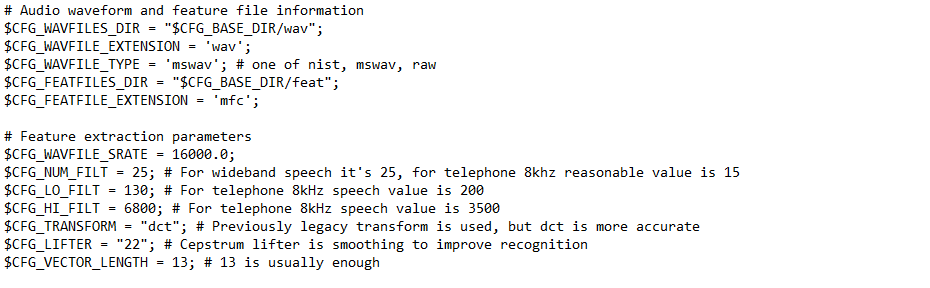 # Audio waveform and feature file information
$CFG_WAVFILES_DIR = "$CFG_BASE_DIR/wav";
$CFG_WAVFILE_EXTENSION = 'wav';
$CFG_WAVFILE_TYPE = 'mswav'; # one of nist, mswav, raw
$CFG_FEATFILES_DIR = "$CFG_BASE_DIR/feat";
$CFG_FEATFILE_EXTENSION = 'mfc';

# Feature extraction parameters
$CFG_WAVFILE_SRATE = 16000.0;
$CFG_NUM_FILT = 25; # For wideband speech it's 25, for telephone 8khz reasonable value is 15
$CFG_LO_FILT = 130; # For telephone 8kHz speech value is 200
$CFG_HI_FILT = 6800; # For telephone 8kHz speech value is 3500
$CFG_TRANSFORM = "dct"; # Previously legacy transform is used, but dct is more accurate
$CFG_LIFTER = "22"; # Cepstrum lifter is smoothing to improve recognition
$CFG_VECTOR_LENGTH = 13; # 13 is usually enough